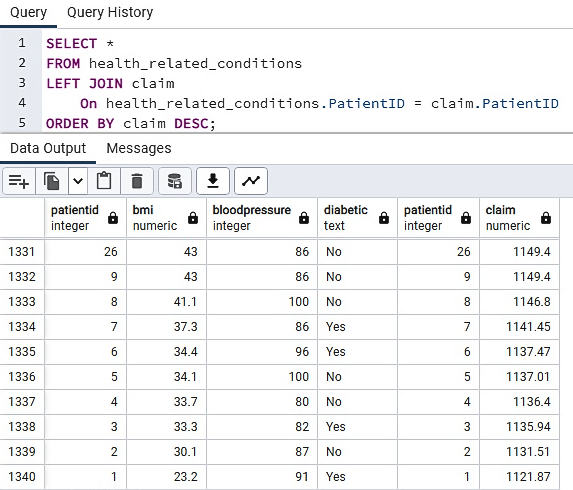 Query Query History
1 SELECT *
2 FROM health_related_conditions
3 LEFT JOIN claim
4 On health_related_conditions.PatientID = claim.PatientID
5 ORDER BY claim DESC;
Data Output Messages
patientid bmi bloodpressure diabetic patientid claim
integer numeric integer text integer numeric
1331 26 43 86 No 26 1149.4
1332 9 43 86 No 9 1149.4
1333 8 41.1 100 No 8 1146.8
1334 7 37.3 86 Yes 7 1141.45
1335 6 34.4 96 Yes 6 1137.47
1336 5 34.1 100 No 5 1137.01
1337 4 33.7 80 No 4 1136.4
1338 3 33.3 82 Yes 3 1135.94
1339 2 30.1 87 No 2 1131.51
1340 1 23.2 91 Yes 1 1121.87